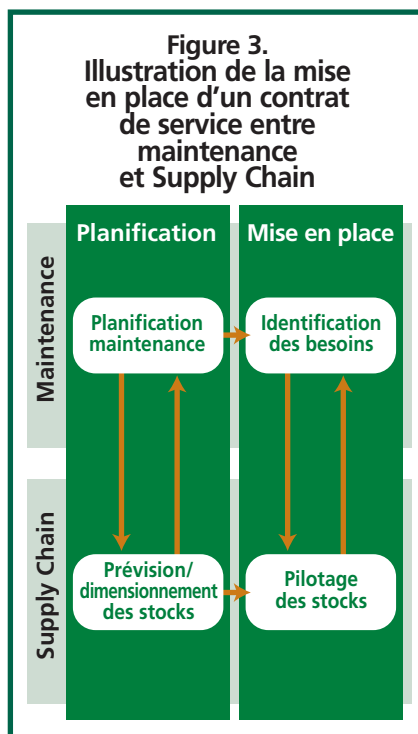 Figure 3.
Illustration de la mise
en place d’un contrat
de service entre
maintenance
et Supply Chain
Planification
Mise en place
Maintenance
Planification
maintenance
Identification
des besoins
Supply Chain
Prévision/
dimensionnement
des stocks
Pilotage
des stocks